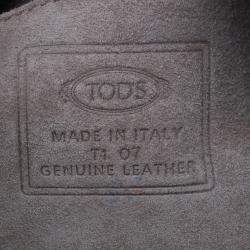 TOD'S
MADE IN ITALY
T1 07
GENUINE LEATHER